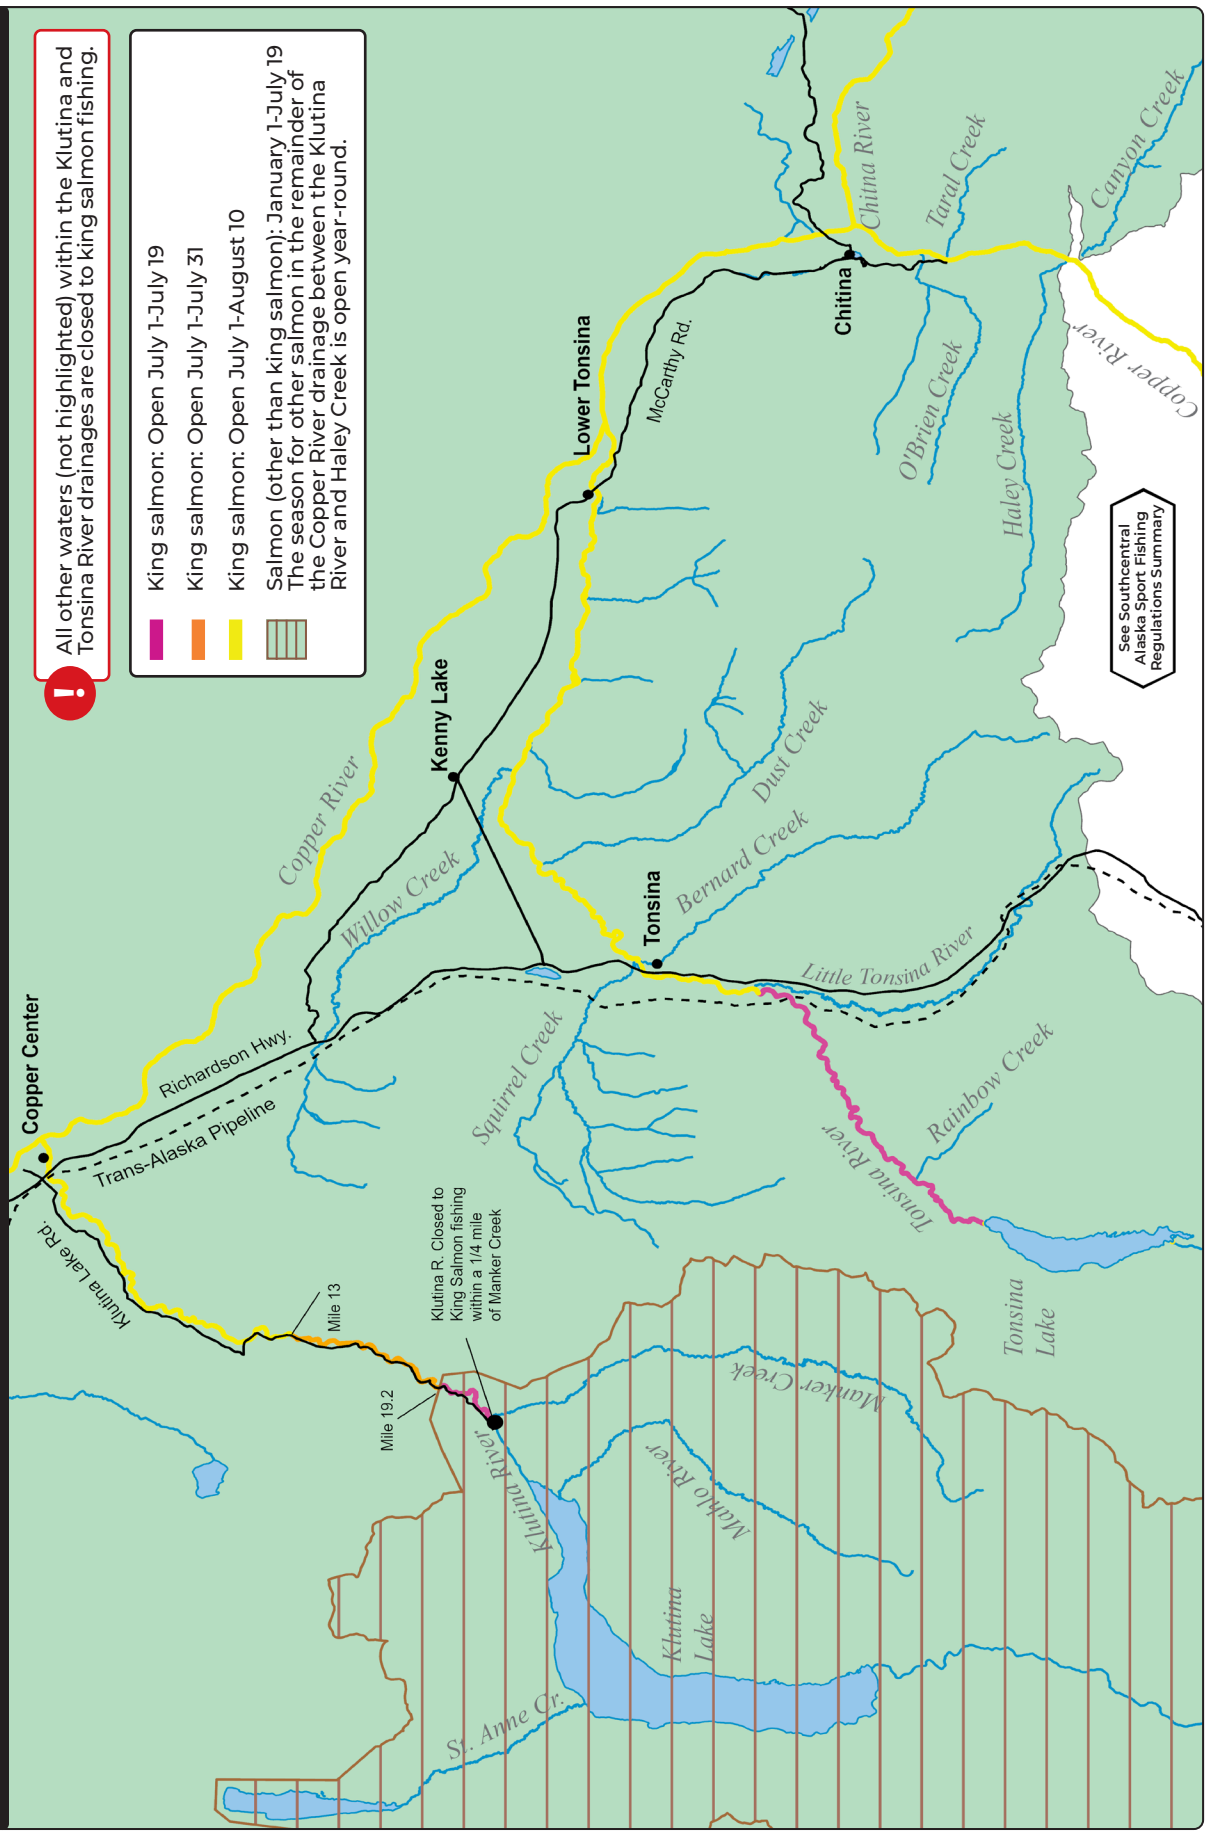 All other waters (not highlighted) within the Klutina and
Tonsina River drainages are closed to king salmon fishing.
!
King salmon: Open July 1-July 19
King salmon: Open July 1-July 31
King salmon: Open July 1-August 10
Salmon (other than king salmon): January 1-July 19
The season for other salmon in the remainder of
the Copper River drainage between the Klutina
River and Haley Creek is open year-round.
Copper Center
Richardson Hwy.
Trans-Alaska Pipeline
Klutina Lake Rd.
Mile 13
Mile 19.2
Klutina R. Closed to
King Salmon fishing
within a 1/4 mile
of Manker Creek
Copper River
Willow Creek
Kenny Lake
Lower Tonsina
McCarthy Rd.
Chitina
Chitna River
Taral Creek
Canyon Creek
O'Brien Creek
Haley Creek
Copper River
See Southcentral
Alaska Sport Fishing
Regulations Summary
Dust Creek
Bernard Creek
Tonsina
Little Tonsina River
Squirrel Creek
Rainbow Creek
Tonsina River
Tonsina
Lake
Manker Creek
Mahlo River
Klutina River
Klutina
Lake
St. Anne Cr.